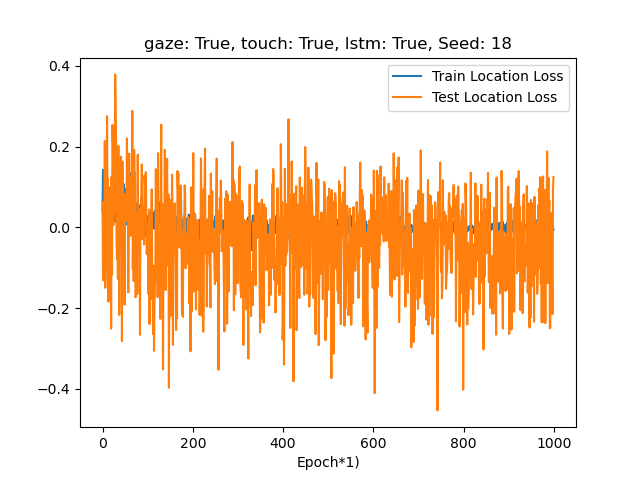 gaze: True, touch: True, lstm: True, Seed: 18
Train Location Loss
Test Location Loss
0.4
0.2
0.0
−0.2
−0.4
0
200
400
600
800
1000
Epoch*1)